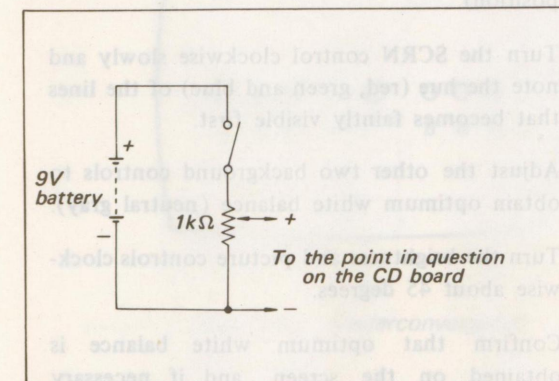 Turn the SCRN control clockwise slowly and
note the hue (red, green and blue) of the lines
that becomes faintly visible first.
+
9V
battery
Adjust the other two background controls to
obtain optimum white balance (neutral gray).
−
1kΩ
+
Turn the picture controls clock-
To the point in question
on the CD board
wise about 45 degrees.
−
Confirm that optimum white balance is
obtained on the screen, and if necessary